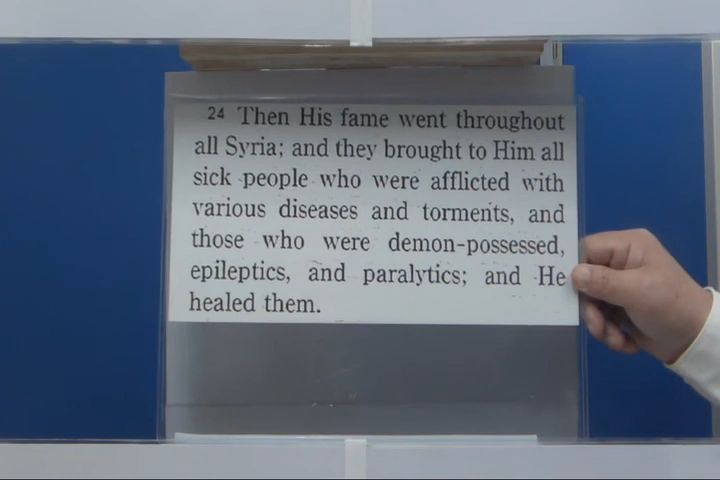 24 Then His fame went throughout
all Syria; and they brought to Him all
sick people who were afflicted with
various diseases and torments, and
those who were demon-possessed,
epileptics, and paralytics; and He
healed them.